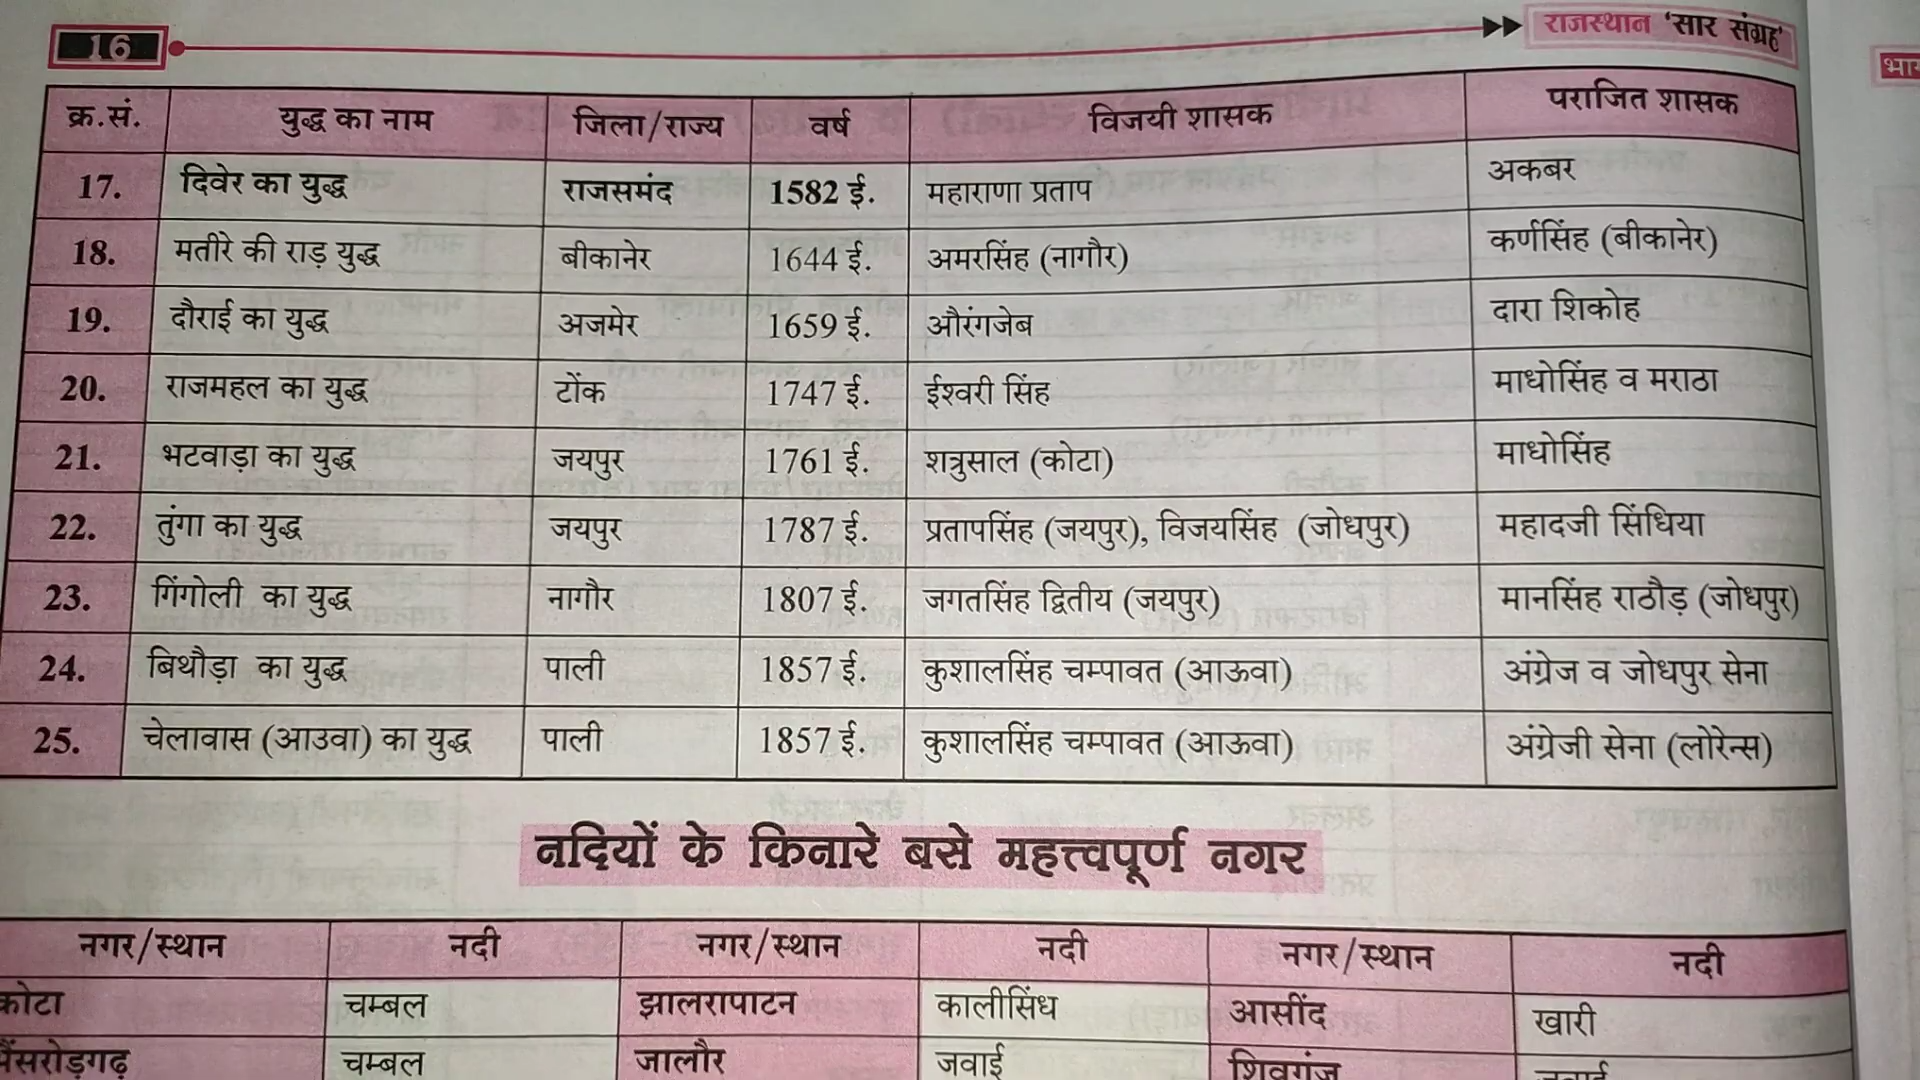 16
राजस्थान 'सार संग्रह'
क्र.सं. युद्ध का नाम जिला/राज्य वर्ष विजयी शासक पराजित शासक
17. दिवेर का युद्ध राजसमंद 1582 ई. महाराणा प्रताप अकबर
18. मतीरे की राड़ युद्ध बीकानेर 1644 ई. अमरसिंह (नागौर) कर्णसिंह (बीकानेर)
19. दौराई का युद्ध अजमेर 1659 ई. औरंगजेब दारा शिकोह
20. राजमहल का युद्ध टोंक 1747 ई. ईश्वरी सिंह माधोसिंह व मराठा
21. भटवाड़ा का युद्ध जयपुर 1761 ई. शत्रुसाल (कोटा) माधोसिंह
22. तुंगा का युद्ध जयपुर 1787 ई. प्रतापसिंह (जयपुर), विजयसिंह (जोधपुर) महादजी सिंधिया
23. गिंगोली का युद्ध नागौर 1807 ई. जगतसिंह द्वितीय (जयपुर) मानसिंह राठौड़ (जोधपुर)
24. बिथौड़ा का युद्ध पाली 1857 ई. कुशालसिंह चम्पावत (आऊवा) अंग्रेज व जोधपुर सेना
25. चेलावास (आउवा) का युद्ध पाली 1857 ई. कुशालसिंह चम्पावत (आऊवा) अंग्रेजी सेना (लोरेन्स)
नदियों के किनारे बसे महत्त्वपूर्ण नगर
नगर/स्थान नदी नगर/स्थान नदी नगर/स्थान नदी
कोटा चम्बल झालरापाटन कालीसिंध आसींद खारी
भैंसरोड़गढ़ चम्बल जालौर जवाई शिवगंज जवाई